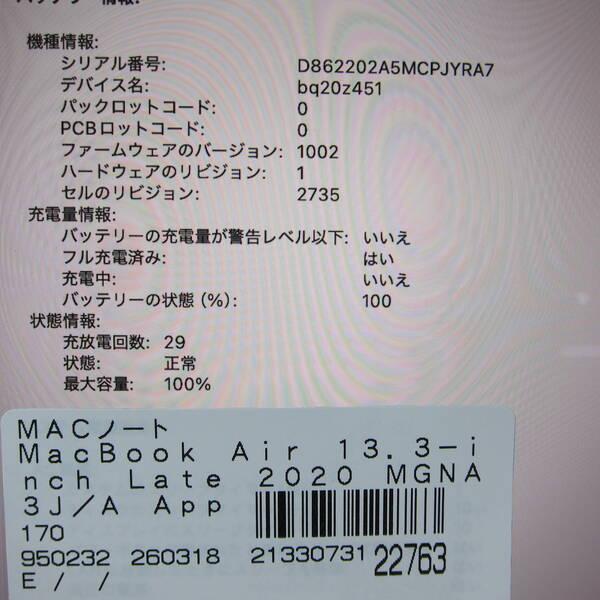 バッテリー情報:
機種情報:
シリアル番号: D862202A5MCPJYRA7
デバイス名: bq20z451
パックロットコード: 0
PCBロットコード: 0
ファームウェアのバージョン: 1002
ハードウェアのリビジョン: 1
セルのリビジョン: 2735
充電量情報:
バッテリーの充電量が警告レベル以下: いいえ
フル充電済み: はい
充電中: いいえ
バッテリーの状態 (%): 100
状態情報:
充放電回数: 29
状態: 正常
最大容量: 100%
MACノート
MacBook Air 13.3-i
nch Late 2020 MGNA
3J/A App
170
950232 260318 21330731 22763
E / /